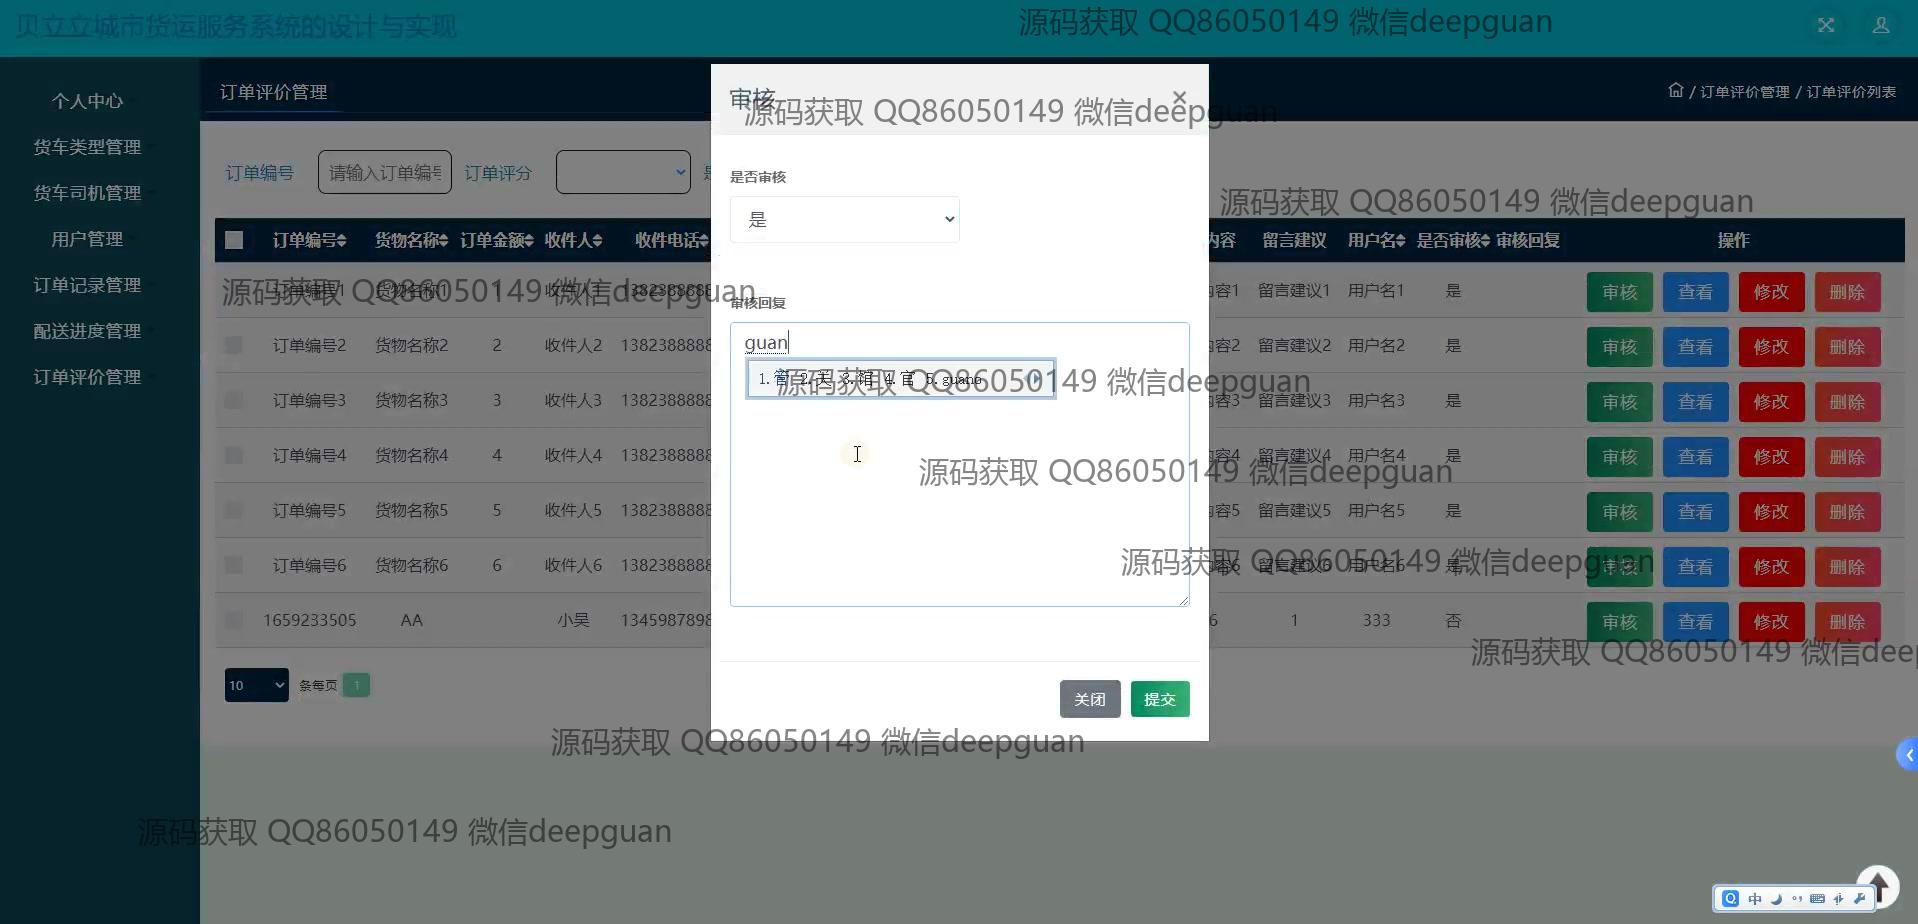 贝立立城市货运服务系统的设计与实现
源码获取 QQ86050149 微信deepguan
个人中心
货车类型管理
货车司机管理
用户管理
订单记录管理
配送进度管理
订单评价管理
订单评价管理
/ 订单评价管理 / 订单评价列表
审核
源码获取 QQ86050149 微信deepguan
×
订单编号 请输入订单编号 订单评分
源码获取 QQ86050149 微信deepguan
是否审核
是
订单编号 货物名称 订单金额 收件人 收件电话 内容 留言建议 用户名 是否审核 审核回复 操作
订单编号1 货物名称1 1 收件人1 1382388888 内容1 留言建议1 用户名1 是 审核 查看 修改 删除
源码获取 QQ86050149 微信deepguan
审核回复
guan
1.管 2.关 3.馆 4.官 5.guano
源码获取 QQ86050149 微信deepguan
订单编号2 货物名称2 2 收件人2 1382388888 内容2 留言建议2 用户名2 是 审核 查看 修改 删除
订单编号3 货物名称3 3 收件人3 1382388888 内容3 留言建议3 用户名3 是 审核 查看 修改 删除
订单编号4 货物名称4 4 收件人4 1382388888 内容4 留言建议4 用户名4 是 审核 查看 修改 删除
源码获取 QQ86050149 微信deepguan
订单编号5 货物名称5 5 收件人5 1382388888 内容5 留言建议5 用户名5 是 审核 查看 修改 删除
订单编号6 货物名称6 6 收件人6 1382388888 内容6 留言建议6 用户名6 是 审核 查看 修改 删除
源码获取 QQ86050149 微信deepguan
1659233505 AA 小吴 134598789 6 1 333 否 审核 查看 修改 删除
源码获取 QQ86050149 微信deep
10 条每页 1
关闭 提交
源码获取 QQ86050149 微信deepguan
源码获取 QQ86050149 微信deepguan
中